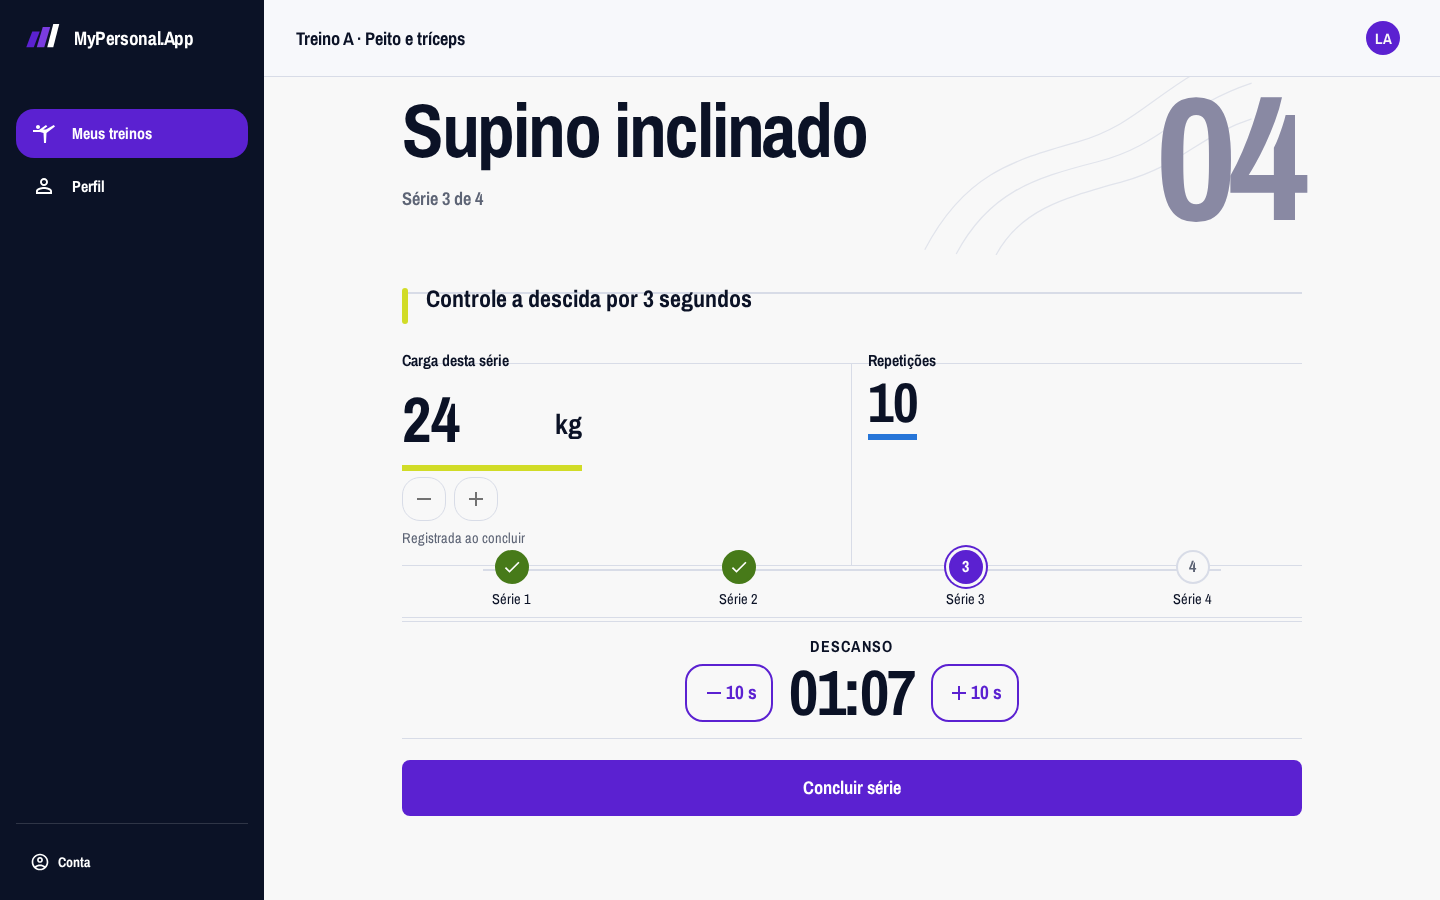 MyPersonal.App
Treino A · Peito e tríceps
LA
Meus treinos
Perfil
Supino inclinado
04
Série 3 de 4
Controle a descida por 3 segundos
Carga desta série
Repetições
24 kg
10
Registrada ao concluir
3
4
Série 1
Série 2
Série 3
Série 4
DESCANSO
− 10 s
01:07
+ 10 s
Concluir série
Conta